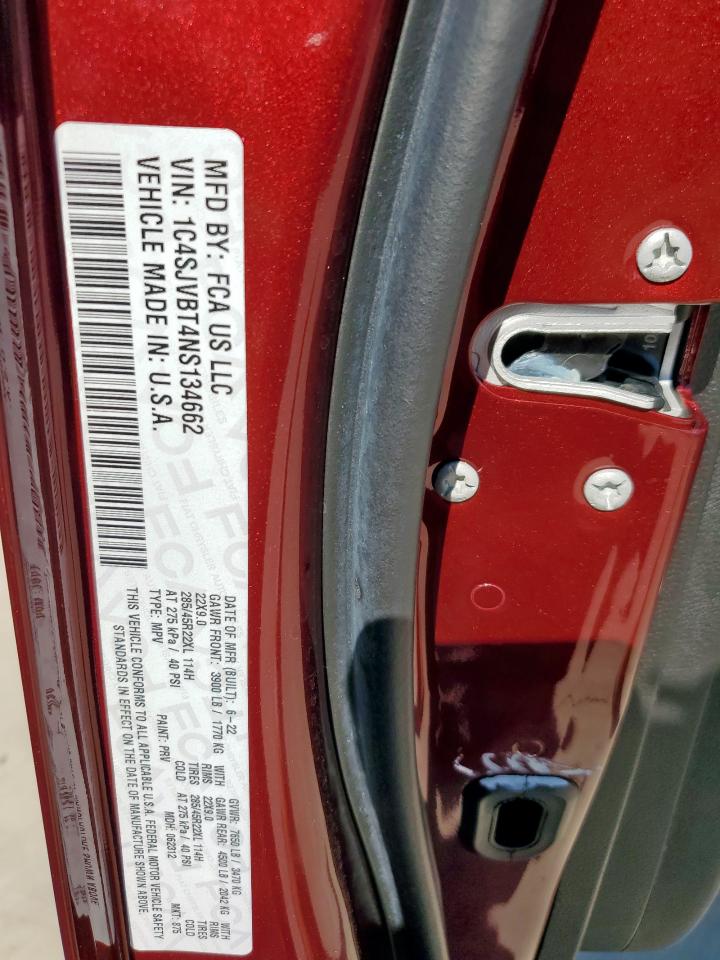 MFD BY: FCA US LLC
VIN: 1C4SJVBT4NS134662
VEHICLE MADE IN: U.S.A.
DATE OF MFR (BUILT): 6-22 GVWR: 7650 LB / 3470 KG
GAWR FRONT: 3900 LB / 1770 KG WITH GAWR REAR: 4500 LB / 2042 KG WITH
22X9.0 RIMS 22X9.0 RIMS
285/45R22XL 114H TIRES 285/45R22XL 114H TIRES
AT 275 kPa / 40 PSI COLD AT 275 kPa / 40 PSI COLD
TYPE: MPV PAINT: PRV MDH: 062012 MKT: 875
THIS VEHICLE CONFORMS TO ALL APPLICABLE U.S.A. FEDERAL MOTOR VEHICLE SAFETY
STANDARDS IN EFFECT ON THE DATE OF MANUFACTURE SHOWN ABOVE.